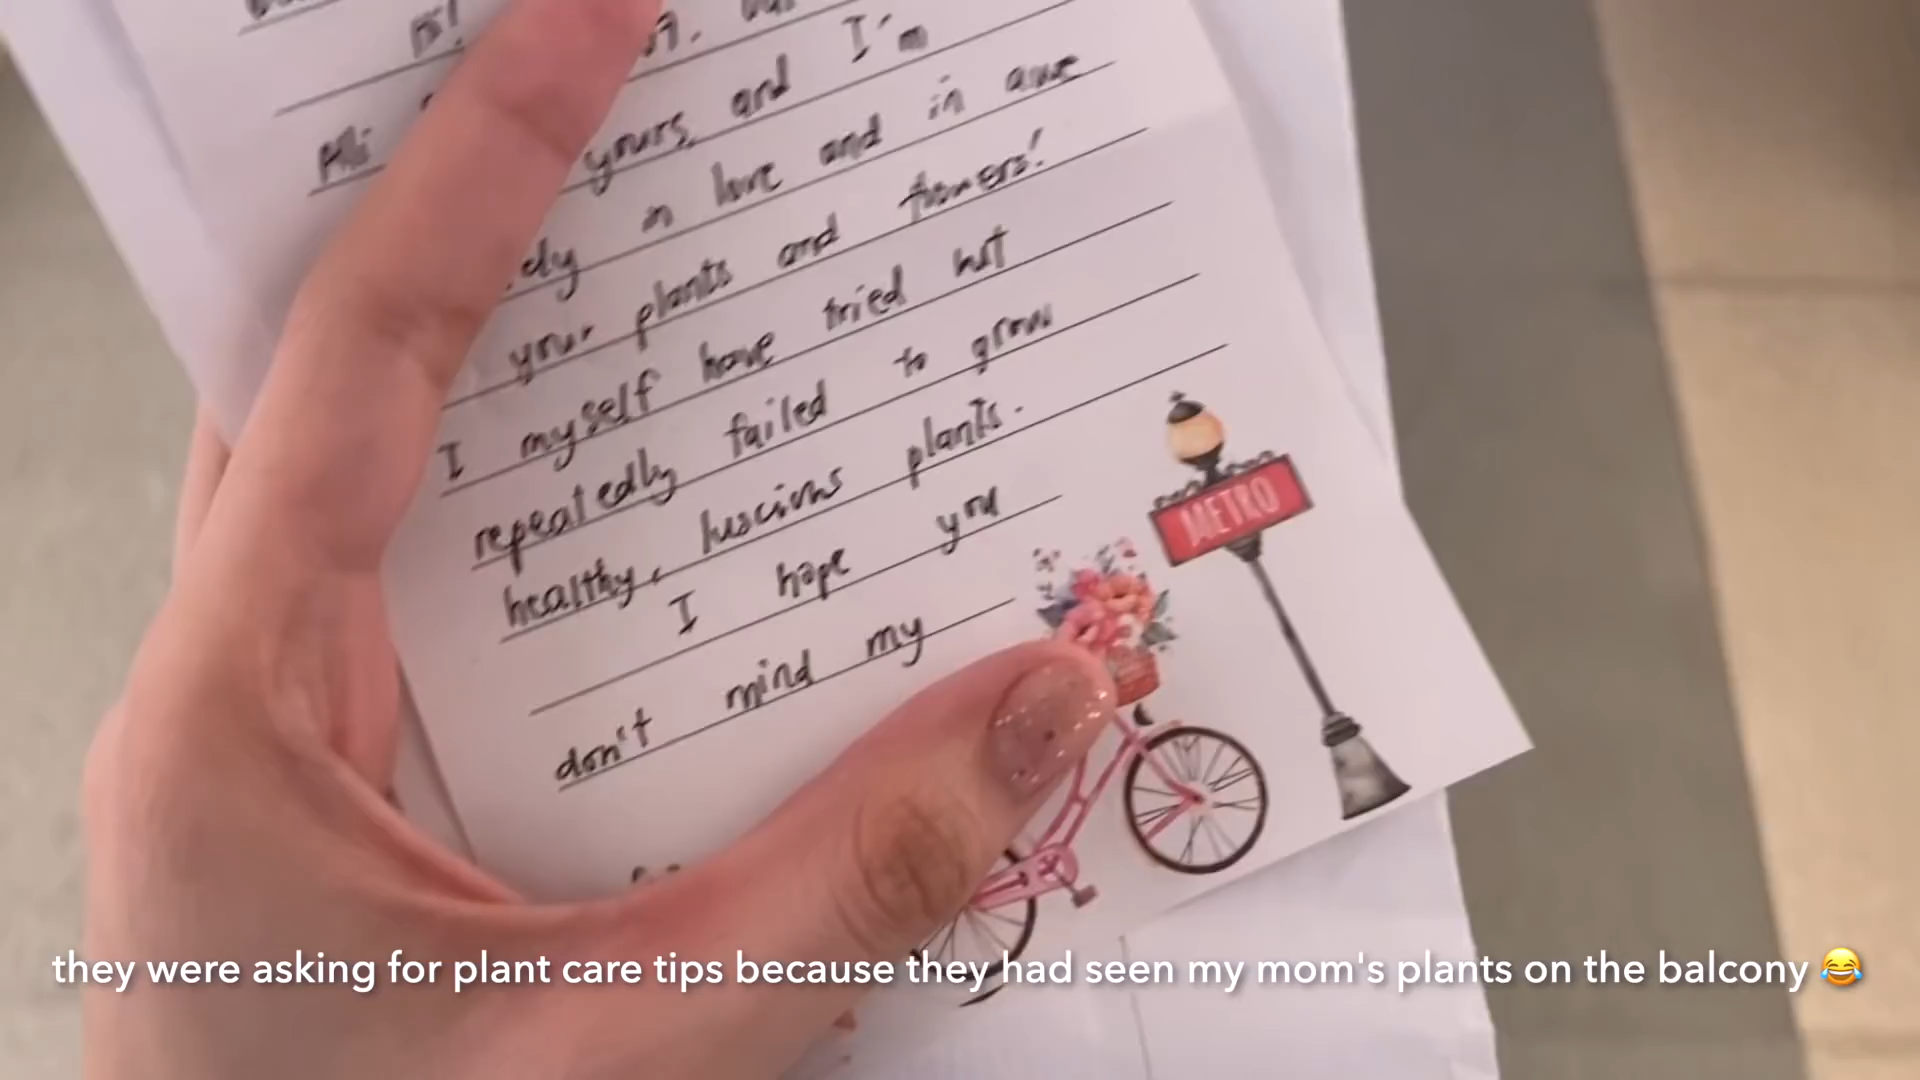 yours, and I'm
in love and in awe
your plants and flowers!
I myself have tried but
repeatedly failed to grow
healthy, luscious plants.
I hope you
don't mind my
METRO
they were asking for plant care tips because they had seen my mom's plants on the balcony 😂